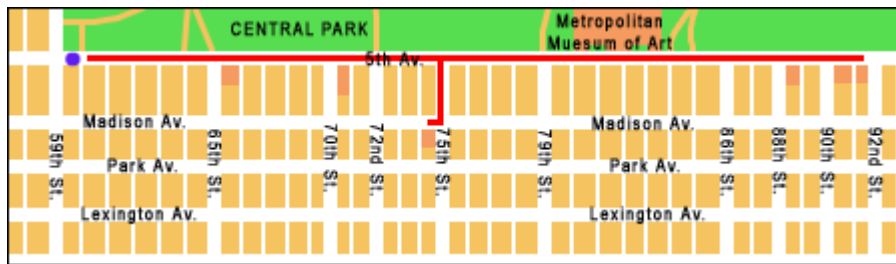 CENTRAL PARK
Metropolitan
Muesum of Art
5th Av.
Madison Av.
Madison Av.
59th St.
65th St.
70th St.
72nd St.
75th St.
79th St.
86th St.
88th St.
90th St.
92nd St.
Park Av.
Park Av.
Lexington Av.
Lexington Av.